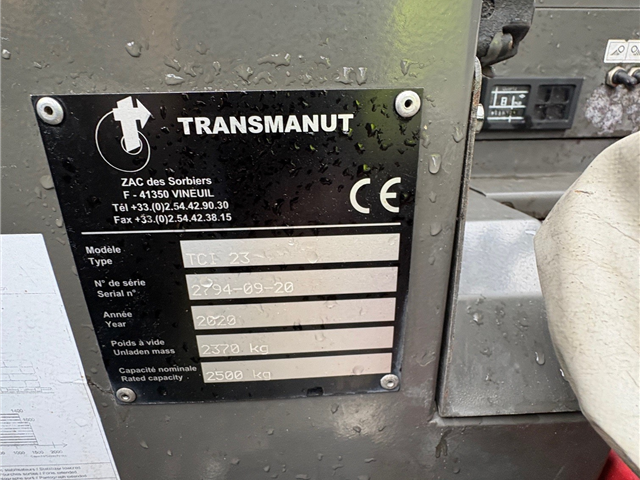 TRANSMANUT
ZAC des Sorbiers
F - 41350 VINEUIL
Tél +33.(0)2.54.42.90.30
Fax +33.(0)2.54.42.38.15
CE
Modèle
Type
TCI 23
N° de série
Serial n°
2794-09-20
Année
Year
2020
Poids à vide
Unladen mass
2370 kg
Capacité nominale
Rated capacity
2500 kg